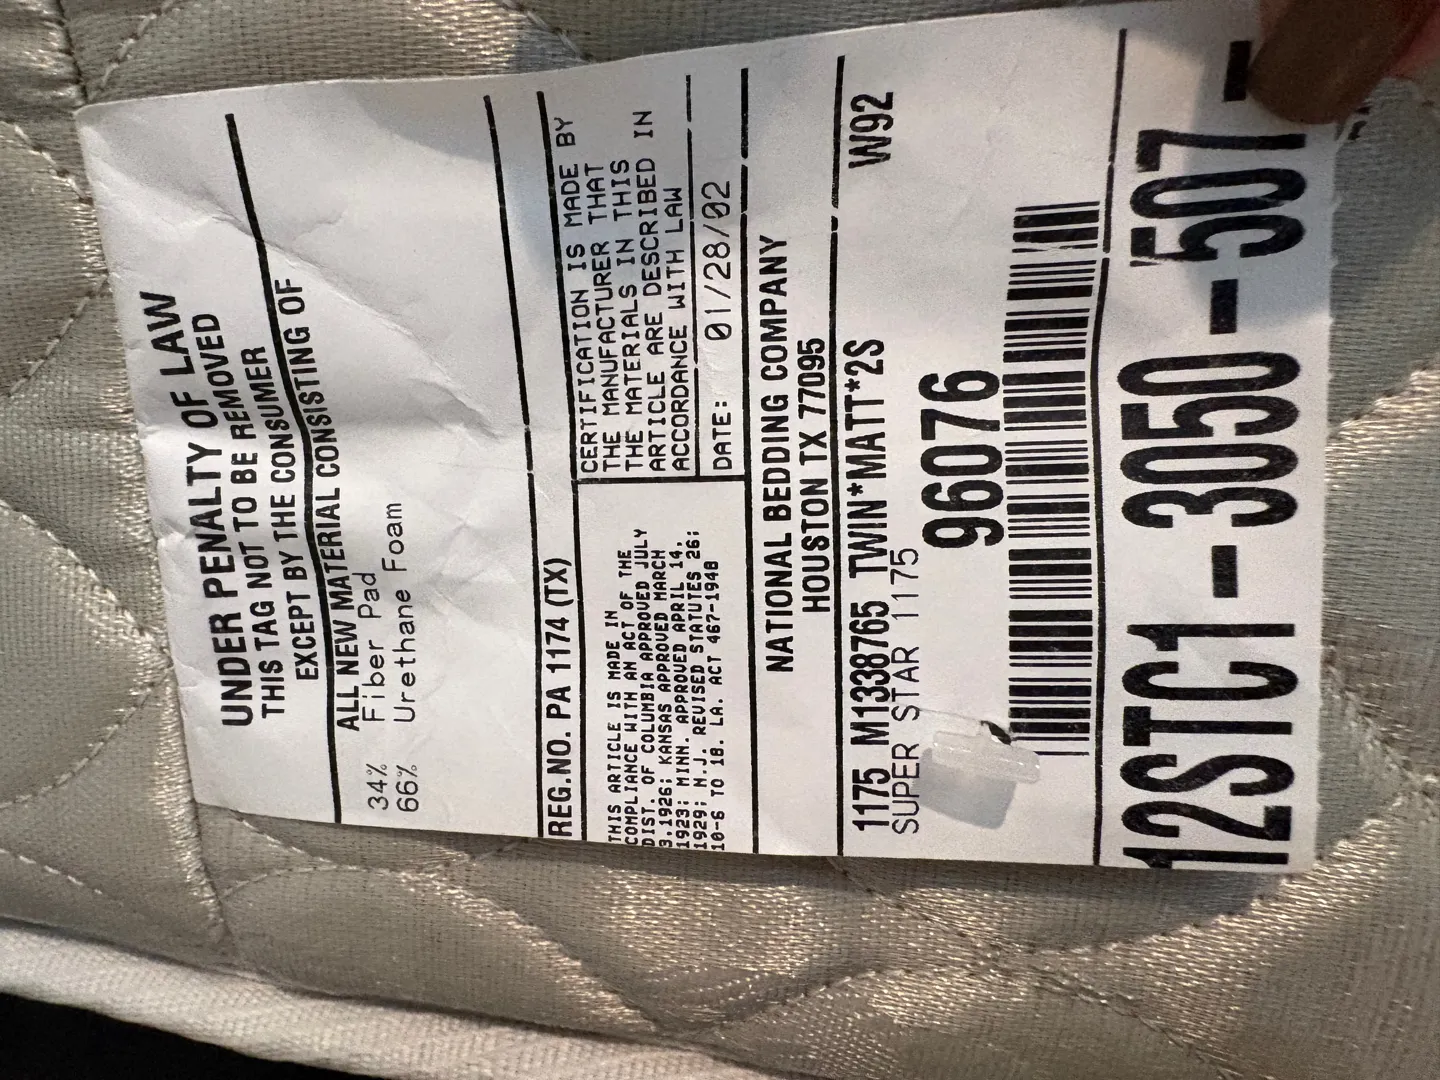 UNDER PENALTY OF LAW
THIS TAG NOT TO BE REMOVED
EXCEPT BY THE CONSUMER
ALL NEW MATERIAL CONSISTING OF
34% Fiber Pad
66% Urethane Foam
REG.NO. PA 1174 (TX)
THIS ARTICLE IS MADE IN
COMPLIANCE WITH AN ACT OF THE
DIST. OF COLUMBIA APPROVED JULY
3,1926; KANSAS APPROVED MARCH
1923; MINN. APPROVED APRIL 14,
1929; N.J. REVISED STATUTES 26:
10-6 TO 18. LA. ACT 467-1948
CERTIFICATION IS MADE BY
THE MANUFACTURER THAT
THE MATERIALS IN THIS
ARTICLE ARE DESCRIBED IN
ACCORDANCE WITH LAW
DATE: 01/28/02
NATIONAL BEDDING COMPANY
HOUSTON TX 77095
1175 M1338765 TWIN*MATT*2S W92
SUPER STAR 1175
96076
12STC1-3050-507-